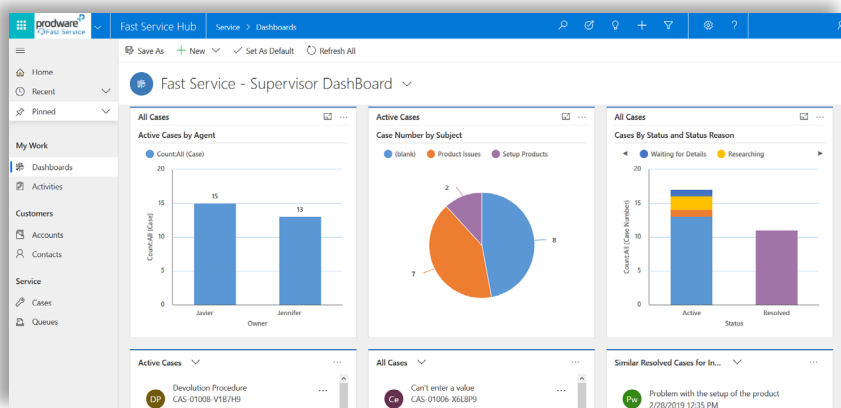 prodware
Fast Service
Fast Service Hub
Service > Dashboards
Save As
New
Set As Default
Refresh All
Home
Recent
Pinned
My Work
Dashboards
Activities
Customers
Accounts
Contacts
Service
Cases
Queues
Fast Service - Supervisor DashBoard
All Cases
Active Cases by Agent
Count:All (Case)
20
15
10
5
0
Count:All (Case)
15
13
Javier
Jennifer
Owner
Active Cases
Case Number by Subject
(blank)
Product Issues
Setup Products
2
8
7
All Cases
Cases By Status and Status Reason
Waiting for Details
Researching
20
15
10
5
0
Count:All (Case Number)
Active
Resolved
Status
Active Cases
DP
Devolution Procedure
CAS-01008-V1B7H9
All Cases
Ce
Can't enter a value
CAS-01006-X6L8P9
Similar Resolved Cases for In...
Pw
Problem with the setup of the product
2/28/2019 12:35 PM